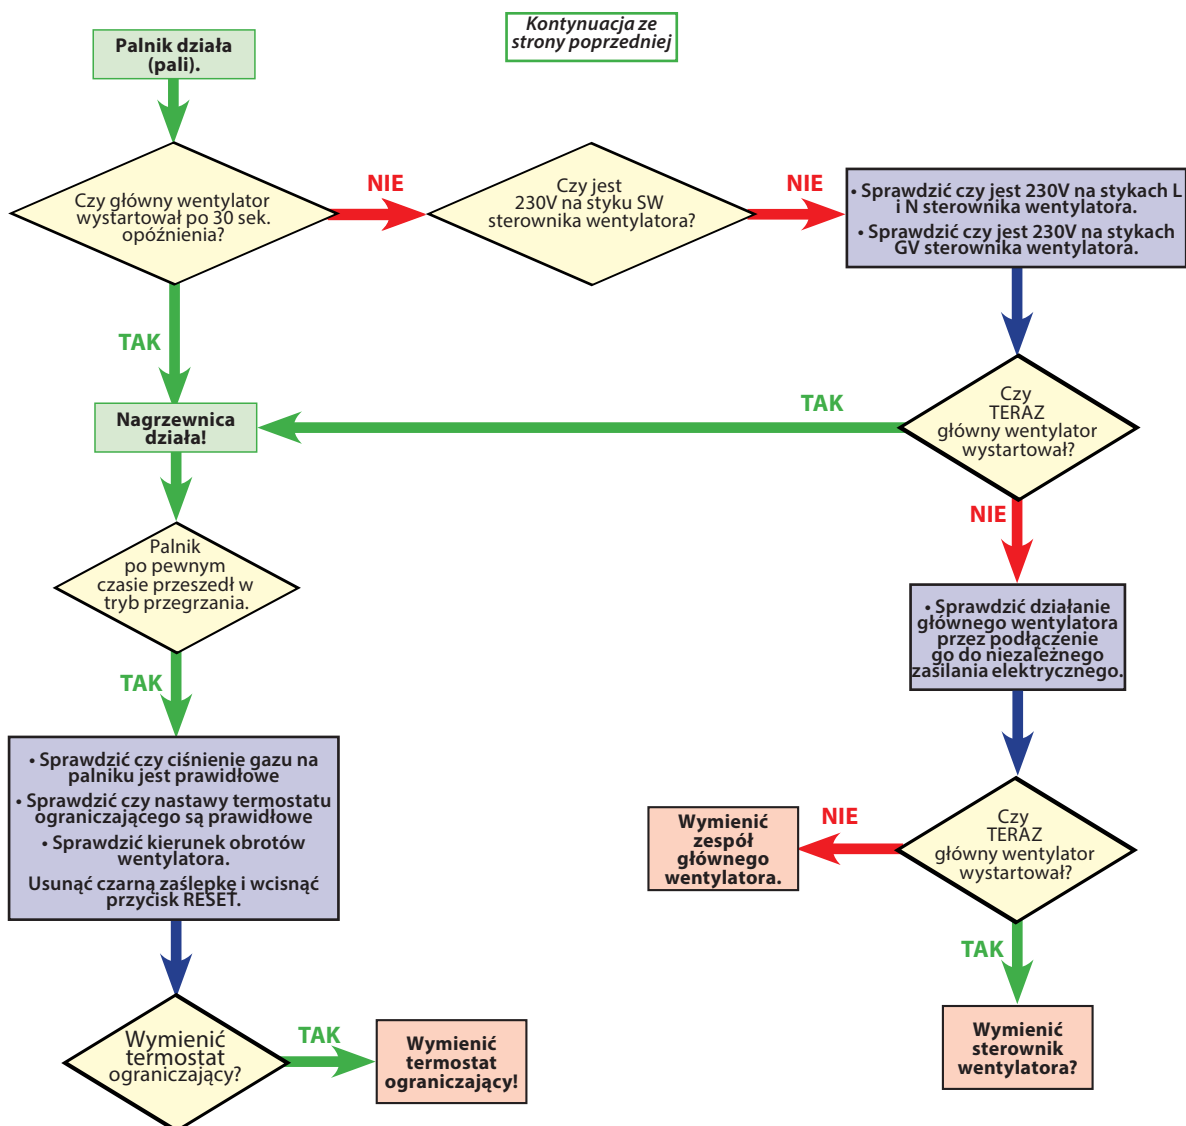 Kontynuacja ze
strony poprzedniej
Palnik działa
(pali).
Czy główny wentylator
wystartował po 30 sek.
opóźnienia?
NIE
Czy jest
230V na styku SW
sterownika wentylatora?
NIE
• Sprawdzić czy jest 230V na stykach L
i N sterownika wentylatora.
• Sprawdzić czy jest 230V na stykach
GV sterownika wentylatora.
TAK
Nagrzewnica
działa!
TAK
Czy
TERAZ
główny wentylator
wystartował?
NIE
Palnik
po pewnym
czasie przeszedł w
tryb przegrzania.
• Sprawdzić działanie
głównego wentylatora
przez podłączenie
go do niezależnego
zasilania elektrycznego.
TAK
• Sprawdzić czy ciśnienie gazu na
palniku jest prawidłowe
• Sprawdzić czy nastawy termostatu
ograniczającego są prawidłowe
• Sprawdzić kierunek obrotów
wentylatora.
Usunąć czarną zaślepkę i wcisnąć
przycisk RESET.
Wymienić
zespół
głównego
wentylatora.
NIE
Czy
TERAZ
główny wentylator
wystartował?
TAK
Wymienić
termostat
ograniczający?
TAK
Wymienić
termostat
ograniczający!
Wymienić
sterownik
wentylatora?